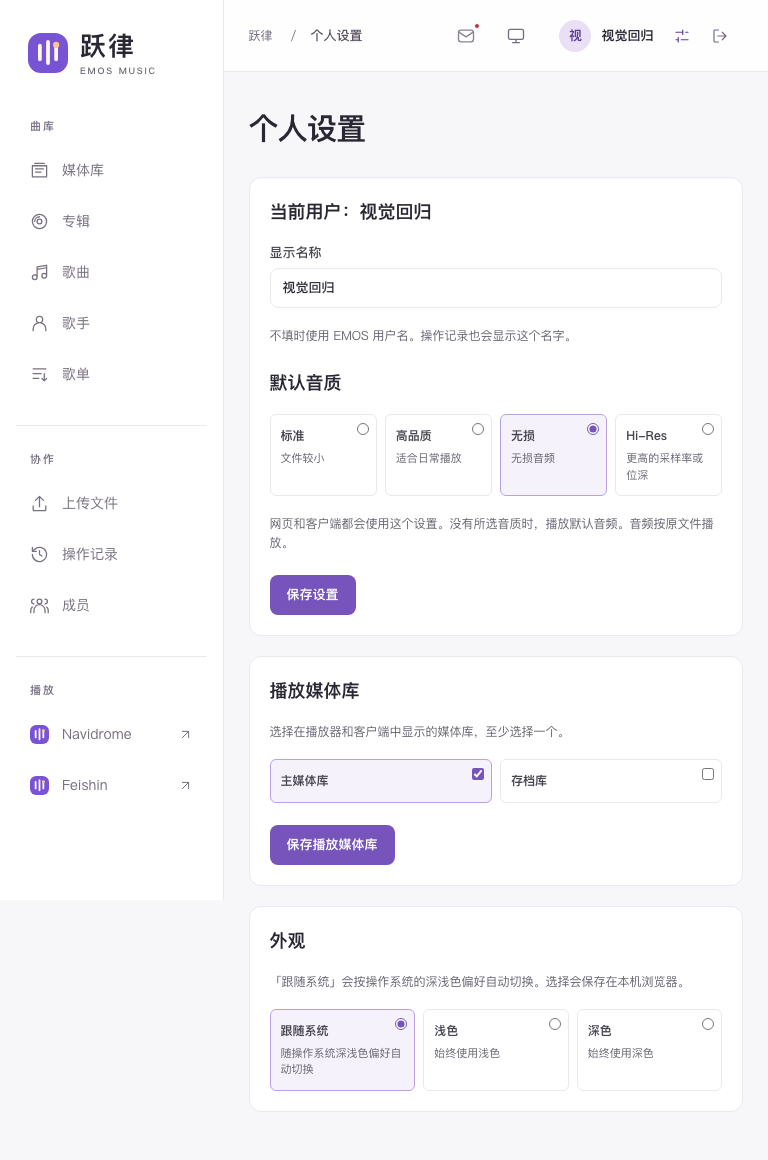 跃律
EMOS MUSIC
曲库
媒体库
专辑
歌曲
歌手
歌单
协作
上传文件
操作记录
成员
播放
Navidrome
Feishin
跃律 / 个人设置
视 视觉回归
个人设置
当前用户：视觉回归
显示名称
视觉回归
不填时使用 EMOS 用户名。操作记录也会显示这个名字。
默认音质
标准
文件较小
高品质
适合日常播放
无损
无损音频
Hi-Res
更高的采样率或
位深
网页和客户端都会使用这个设置。没有所选音质时，播放默认音频。音频按原文件播
放。
保存设置
播放媒体库
选择在播放器和客户端中显示的媒体库，至少选择一个。
主媒体库
存档库
保存播放媒体库
外观
「跟随系统」会按操作系统的深浅色偏好自动切换。选择会保存在本机浏览器。
跟随系统
随操作系统深浅色偏好自
动切换
浅色
始终使用浅色
深色
始终使用深色